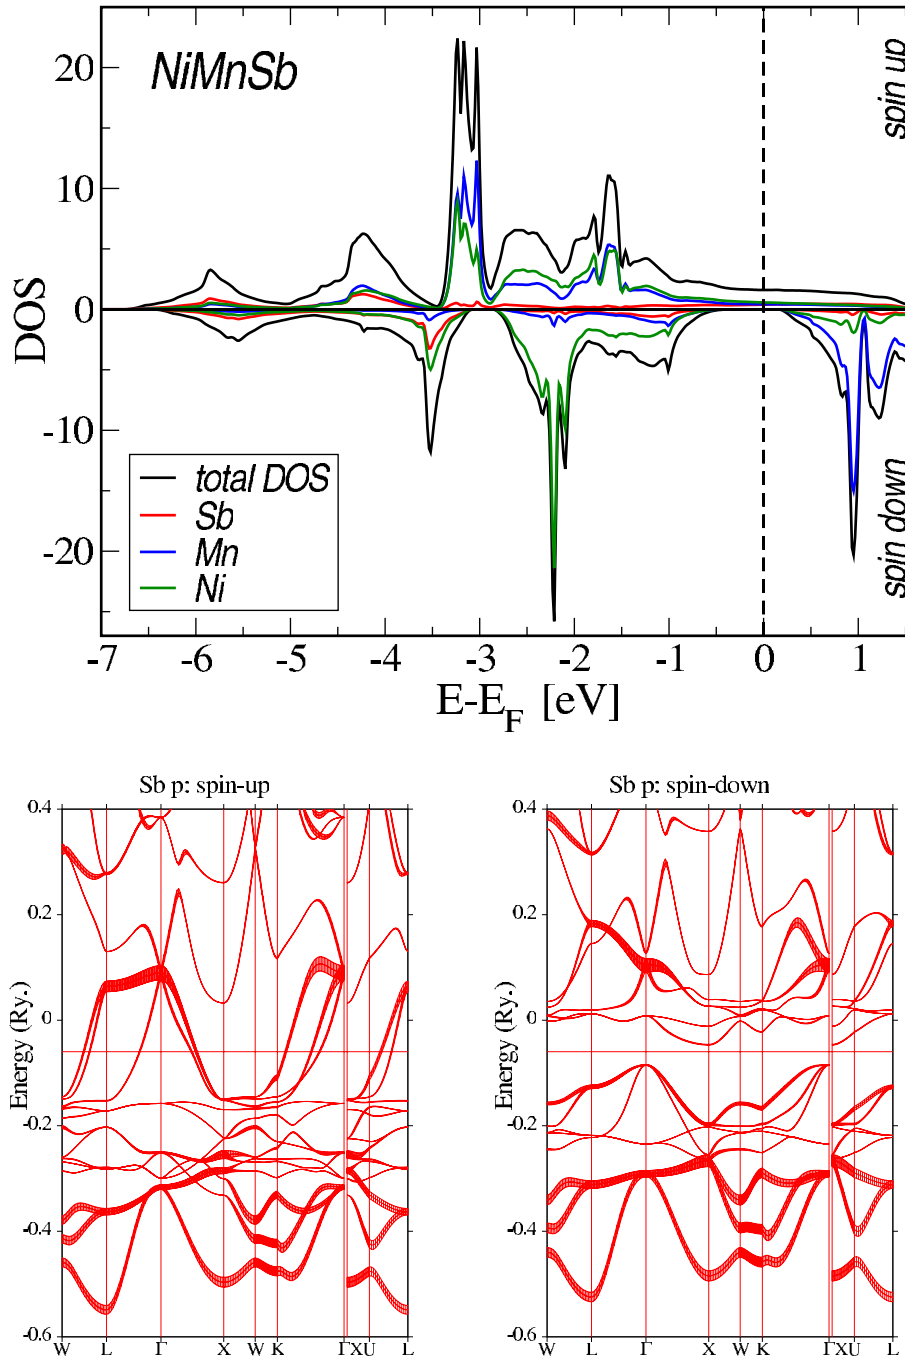 NiMnSb
spin up
spin down
DOS
20
10
0
-10
-20
total DOS
Sb
Mn
Ni
-7 -6 -5 -4 -3 -2 -1 0 1
E-E_F [eV]
Sb p: spin-up
Energy (Ry.)
0.4
0.2
0
-0.2
-0.4
-0.6
W L Γ X W K Γ X U L
Sb p: spin-down
Energy (Ry.)
0.4
0.2
0
-0.2
-0.4
-0.6
W L Γ X W K Γ X U L